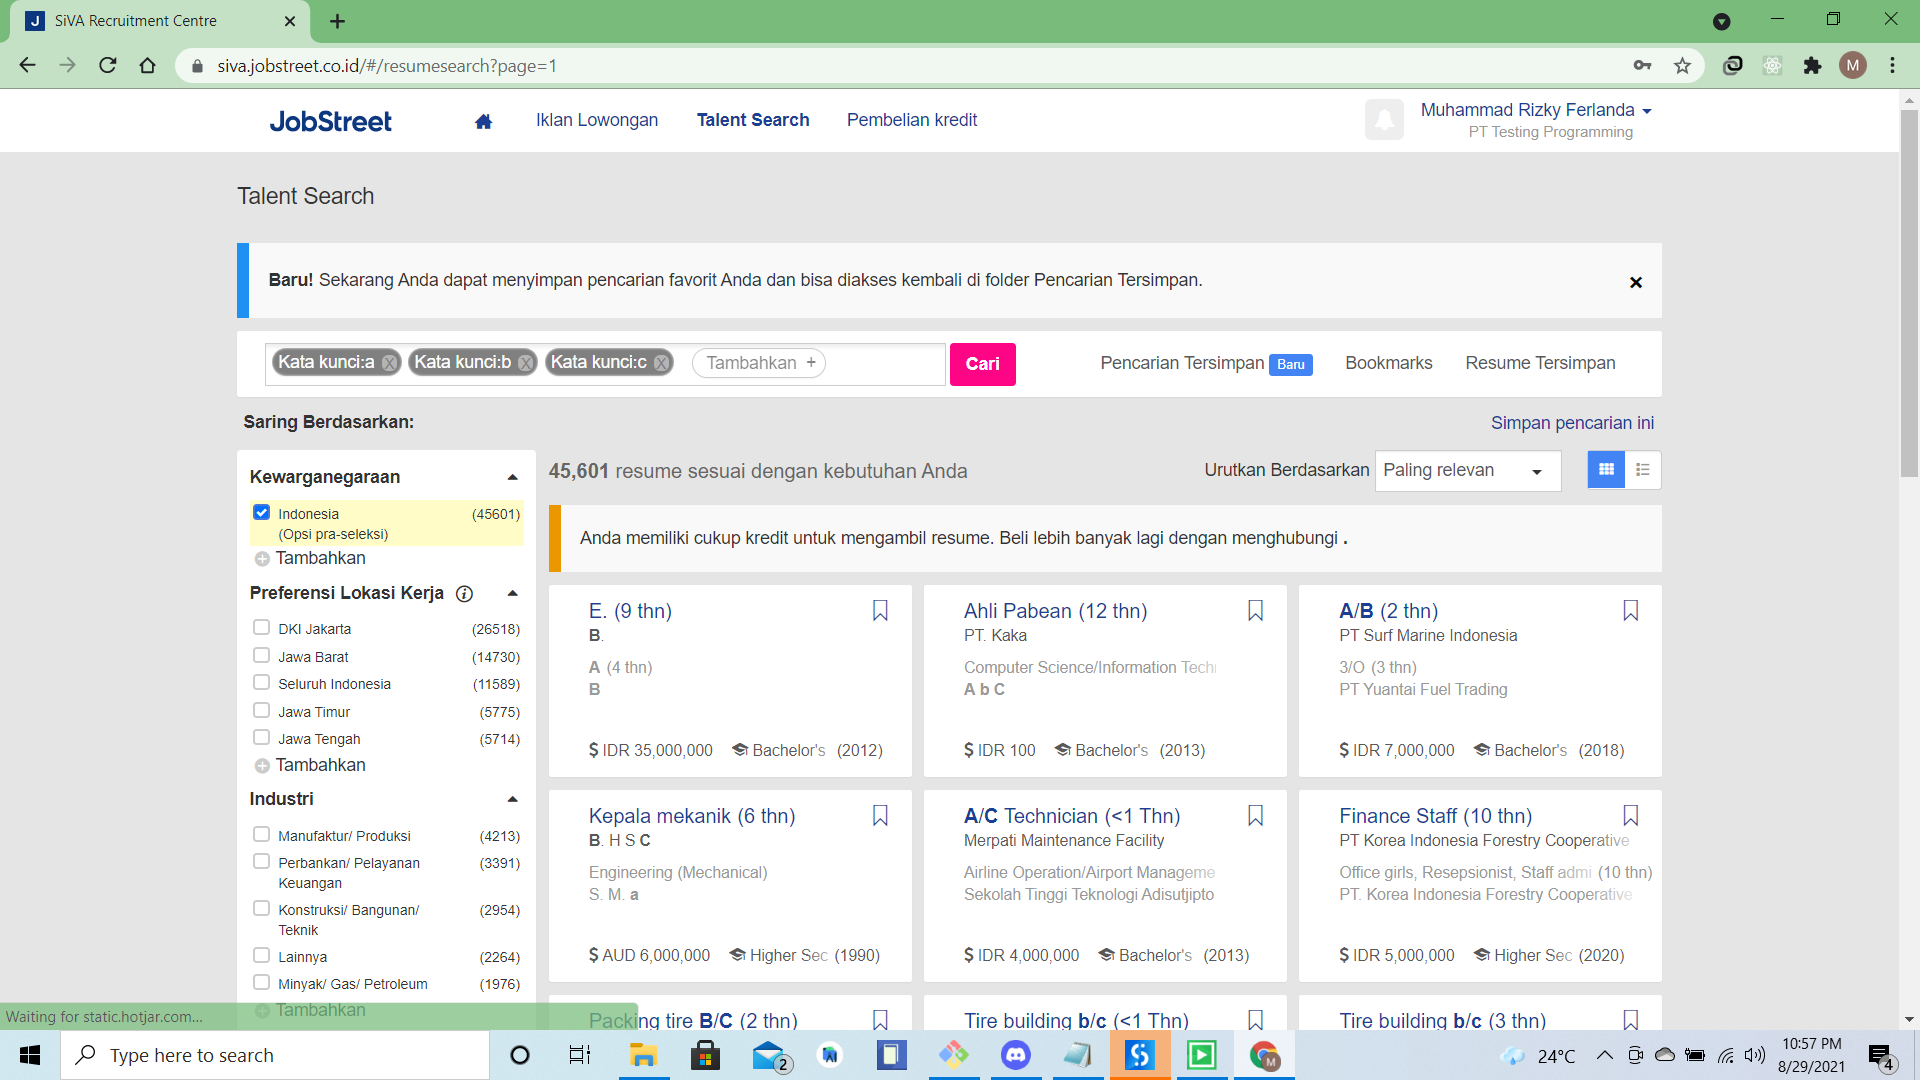 SiVA Recruitment Centre
siva.jobstreet.co.id/#/resumesearch?page=1
M
JobStreet
Iklan Lowongan
Talent Search
Pembelian kredit
Muhammad Rizky Ferlanda
PT Testing Programming
Talent Search
Baru! Sekarang Anda dapat menyimpan pencarian favorit Anda dan bisa diakses kembali di folder Pencarian Tersimpan.
Kata kunci:a x Kata kunci:b x Kata kunci:c x Tambahkan +
Cari
Pencarian Tersimpan Baru
Bookmarks
Resume Tersimpan
Saring Berdasarkan:
Simpan pencarian ini
Kewarganegaraan
Indonesia (45601)
(Opsi pra-seleksi)
Tambahkan
Preferensi Lokasi Kerja
DKI Jakarta (26518)
Jawa Barat (14730)
Seluruh Indonesia (11589)
Jawa Timur (5775)
Jawa Tengah (5714)
Tambahkan
Industri
Manufaktur/ Produksi (4213)
Perbankan/ Pelayanan (3391)
Keuangan
Konstruksi/ Bangunan/ (2954)
Teknik
Lainnya (2264)
Minyak/ Gas/ Petroleum (1976)
Tambahkan
45,601 resume sesuai dengan kebutuhan Anda
Urutkan Berdasarkan Paling relevan
Anda memiliki cukup kredit untuk mengambil resume. Beli lebih banyak lagi dengan menghubungi .
E. (9 thn)
B.
A (4 thn)
B
$ IDR 35,000,000 Bachelor's (2012)
Ahli Pabean (12 thn)
PT. Kaka
Computer Science/Information Tech
A b C
$ IDR 100 Bachelor's (2013)
A/B (2 thn)
PT Surf Marine Indonesia
3/O (3 thn)
PT Yuantai Fuel Trading
$ IDR 7,000,000 Bachelor's (2018)
Kepala mekanik (6 thn)
B. H S C
Engineering (Mechanical)
S. M. a
$ AUD 6,000,000 Higher Sec (1990)
A/C Technician (<1 Thn)
Merpati Maintenance Facility
Airline Operation/Airport Manageme
Sekolah Tinggi Teknologi Adisutjipto
$ IDR 4,000,000 Bachelor's (2013)
Finance Staff (10 thn)
PT Korea Indonesia Forestry Cooperative
Office girls, Resepsionist, Staff admi (10 thn)
PT. Korea Indonesia Forestry Cooperative
$ IDR 5,000,000 Higher Sec (2020)
Packing tire B/C (2 thn)
Tire building b/c (<1 Thn)
Tire building b/c (3 thn)
Waiting for static.hotjar.com...
Type here to search
2
M
24°C
10:57 PM
8/29/2021
4